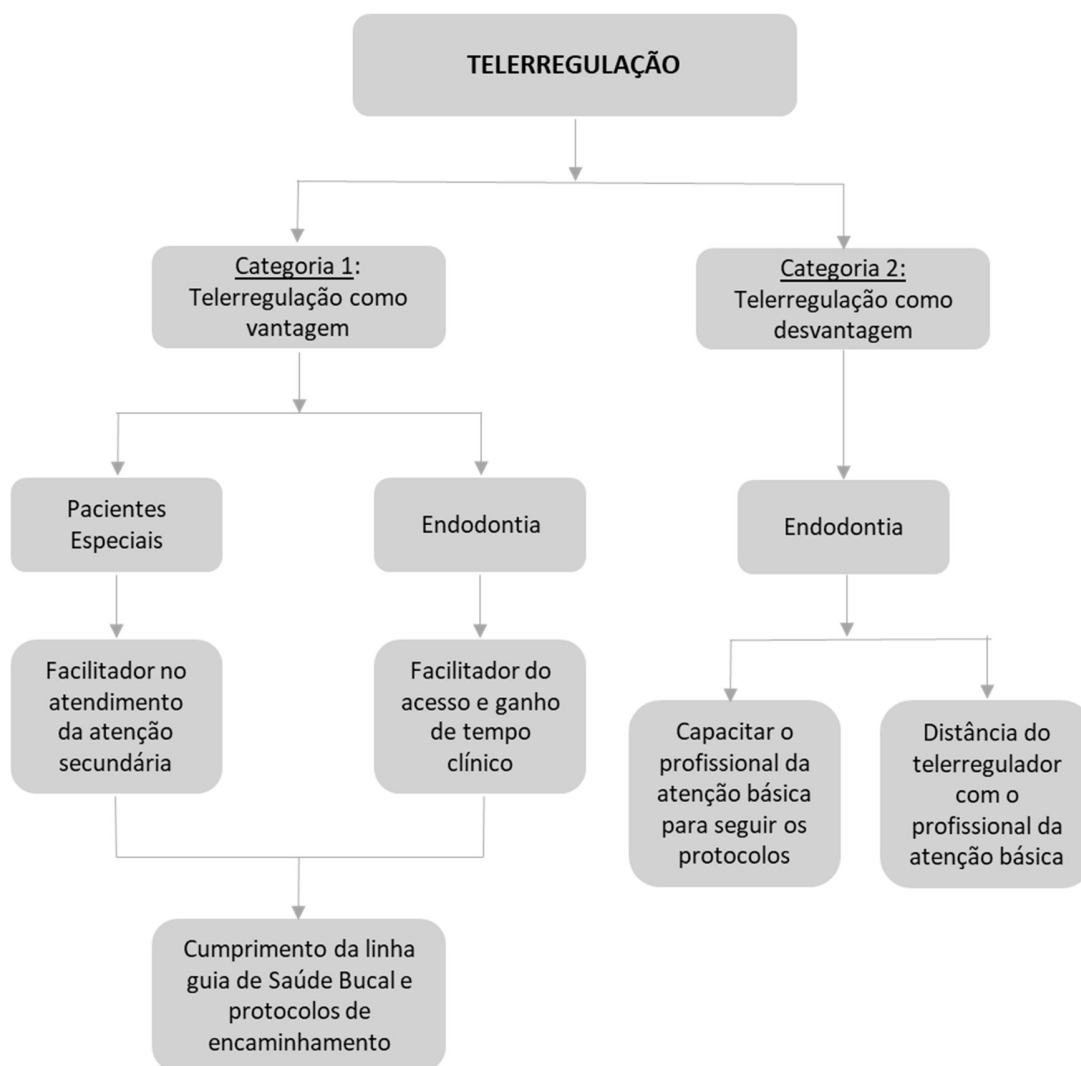 TELERREGULAÇÃO
Categoria 1:
Telerregulação como
vantagem
Categoria 2:
Telerregulação como
desvantagem
Pacientes
Especiais
Endodontia
Endodontia
Facilitador no
atendimento
da atenção
secundária
Facilitador do
acesso e ganho
de tempo
clínico
Capacitar o
profissional da
atenção básica
para seguir os
protocolos
Distância do
telerregulador
com o
profissional da
atenção básica
Cumprimento da linha
guia de Saúde Bucal e
protocolos de
encaminhamento